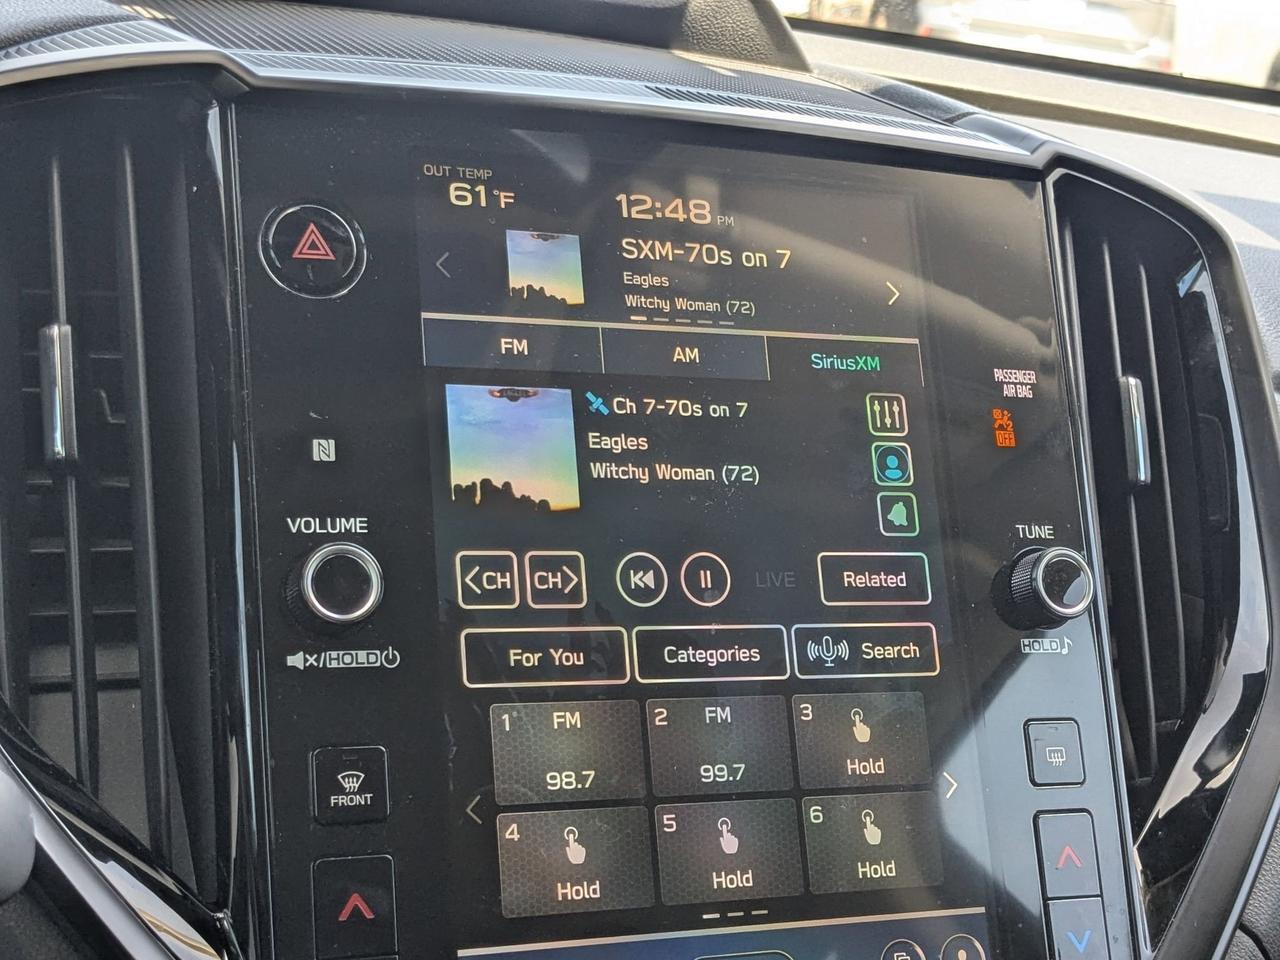 OUT TEMP
61°F
12:48 PM
SXM-70s on 7
Eagles
Witchy Woman (72)
FM
AM
SiriusXM
PASSENGER
AIR BAG
2
OFF
EAGLES
Ch 7-70s on 7
Eagles
Witchy Woman (72)
VOLUME
TUNE
<CH
CH>
LIVE
Related
/HOLD
HOLD
For You
Categories
Search
1 FM
98.7
2 FM
99.7
3
Hold
FRONT
4
Hold
5
Hold
6
Hold